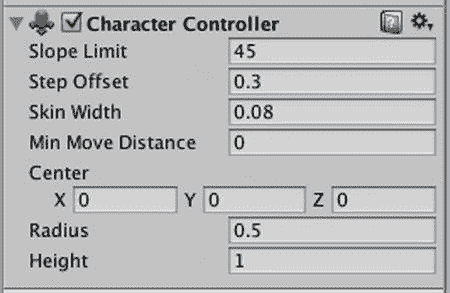 Character Controller
Slope Limit 45
Step Offset 0.3
Skin Width 0.08
Min Move Distance 0
Center
X 0 Y 0 Z 0
Radius 0.5
Height 1